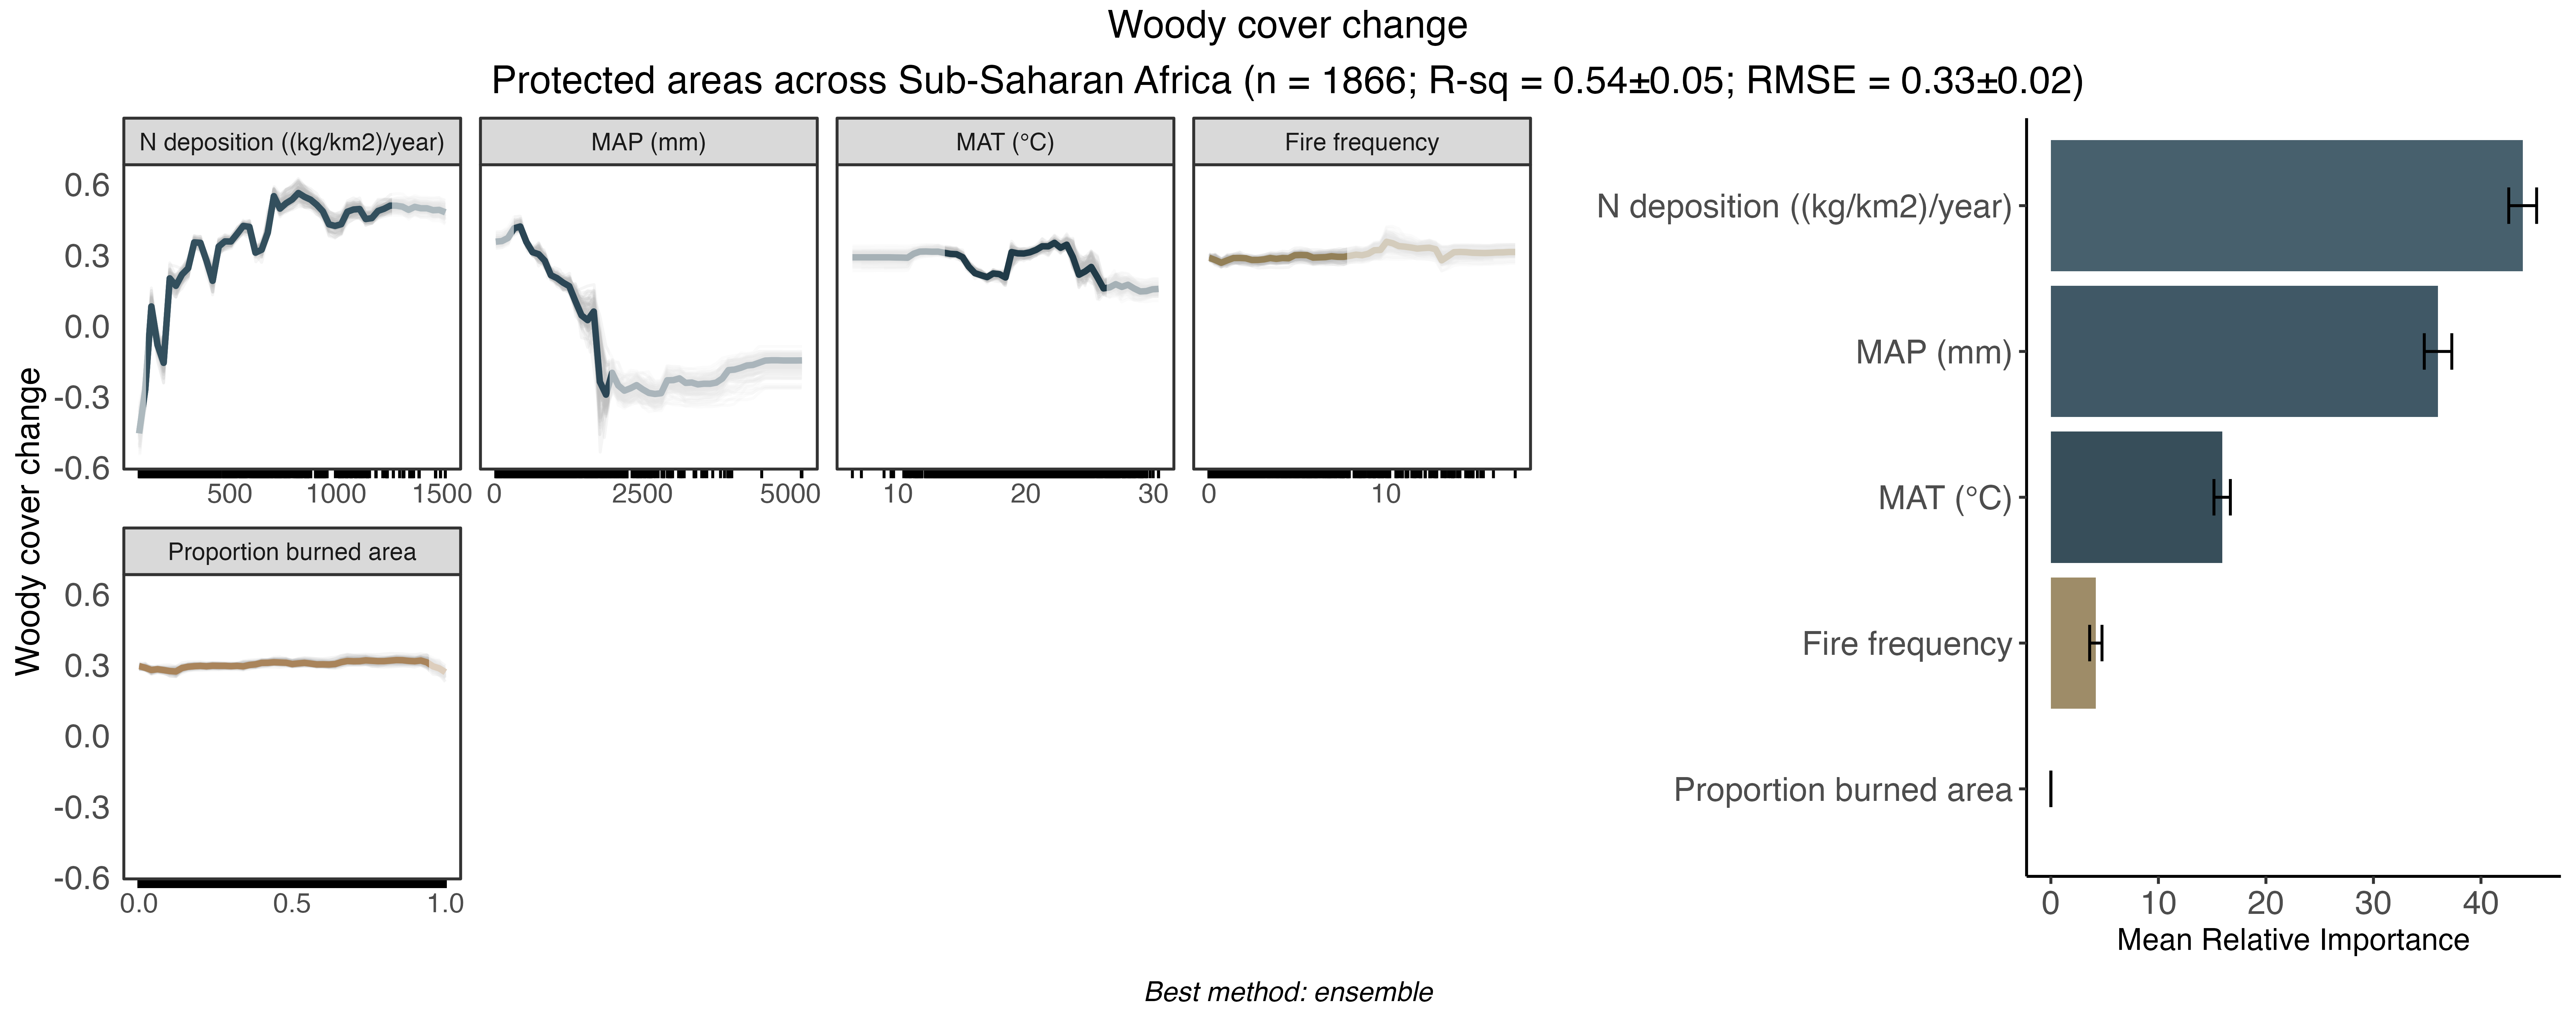 Woody cover change
Protected areas across Sub-Saharan Africa (n = 1866; R-sq = 0.54±0.05; RMSE = 0.33±0.02)
Woody cover change
N deposition ((kg/km2)/year)
MAP (mm)
MAT (°C)
Fire frequency
0.6
0.3
0.0
-0.3
-0.6
500 1000 1500
0 2500 5000
10 20 30
0 10
Proportion burned area
0.6
0.3
0.0
-0.3
-0.6
0.0 0.5 1.0
N deposition ((kg/km2)/year)
MAP (mm)
MAT (°C)
Fire frequency
Proportion burned area
0 10 20 30 40
Mean Relative Importance
Best method: ensemble